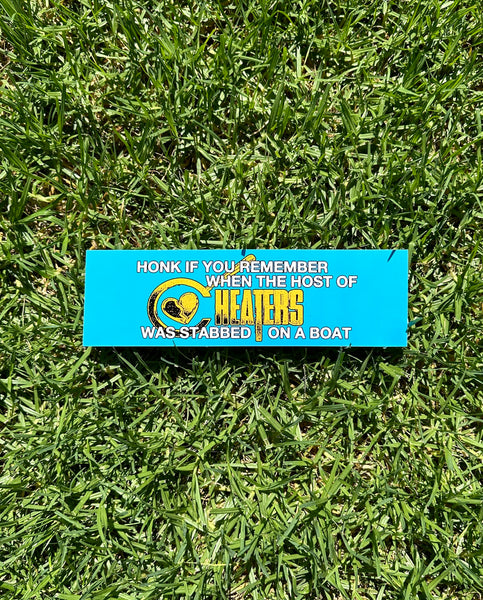 HONK IF YOU REMEMBER
WHEN THE HOST OF
CHEATERS
WAS STABBED ON A BOAT